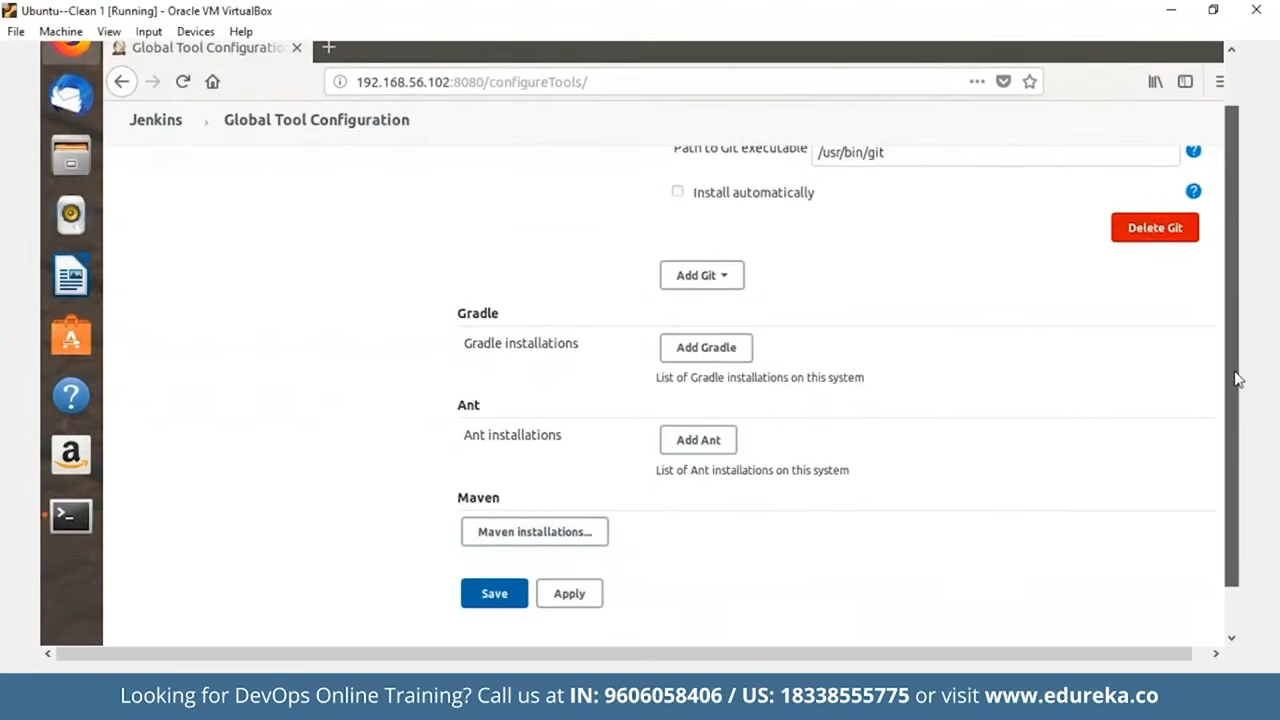 Ubuntu--Clean 1 [Running] - Oracle VM VirtualBox
File Machine View Input Devices Help
Global Tool Configuratio
192.168.56.102:8080/configureTools/
Jenkins > Global Tool Configuration
Path to Git executable /usr/bin/git
Install automatically
Delete Git
Add Git
Gradle
Gradle installations Add Gradle
List of Gradle installations on this system
Ant
Ant installations Add Ant
List of Ant installations on this system
Maven
Maven installations...
Save Apply
Looking for DevOps Online Training? Call us at IN: 9606058406 / US: 18338555775 or visit www.edureka.co